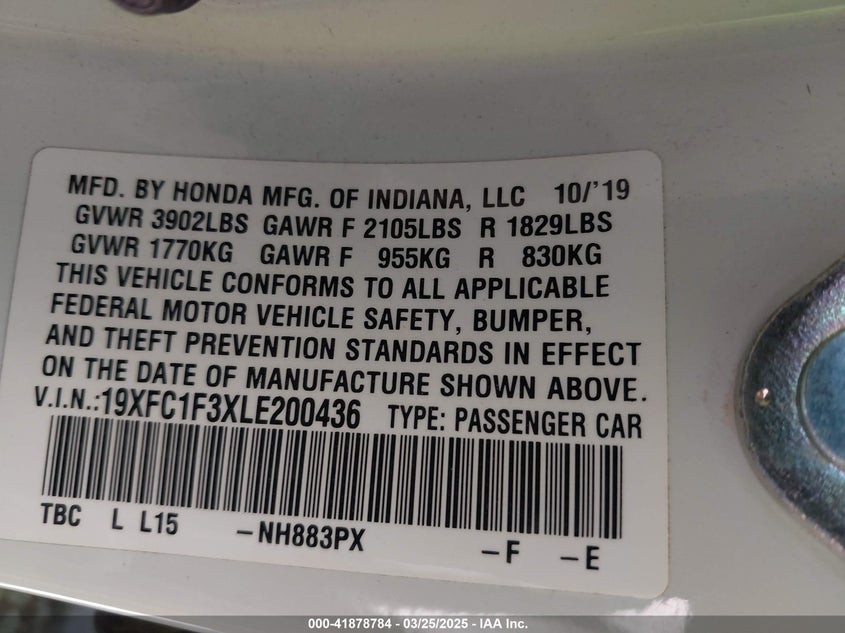 MFD. BY HONDA MFG. OF INDIANA, LLC 10/'19
GVWR 3902LBS GAWR F 2105LBS R 1829LBS
GVWR 1770KG GAWR F 955KG R 830KG
THIS VEHICLE CONFORMS TO ALL APPLICABLE
FEDERAL MOTOR VEHICLE SAFETY, BUMPER,
AND THEFT PREVENTION STANDARDS IN EFFECT
ON THE DATE OF MANUFACTURE SHOWN ABOVE.
V.I.N.:19XFC1F3XLE200436 TYPE: PASSENGER CAR
TBC L L15 -NH883PX -F -E
000-41878784 - 03/25/2025 - IAA Inc.